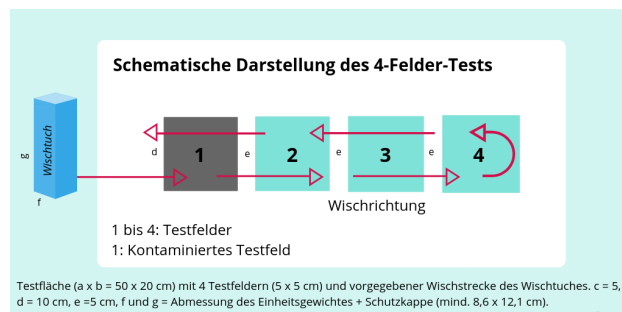 Schematische Darstellung des 4-Felder-Tests
Wischtuch
g
f
d
1
e
2
e
3
e
4
Wischrichtung
1 bis 4: Testfelder
1: Kontaminiertes Testfeld
Testfläche (a x b = 50 x 20 cm) mit 4 Testfeldern (5 x 5 cm) und vorgegebener Wischstrecke des Wischtuches. c = 5,
d = 10 cm, e =5 cm, f und g = Abmessung des Einheitsgewichtes + Schutzkappe (mind. 8,6 x 12,1 cm).